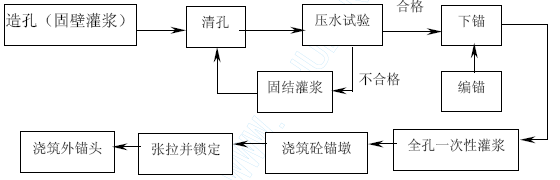 造孔（固壁灌浆）
清孔
压水试验
合格
下锚
固结灌浆
不合格
编锚
浇筑外锚头
张拉并锁定
浇筑砼锚墩
全孔一次性灌浆